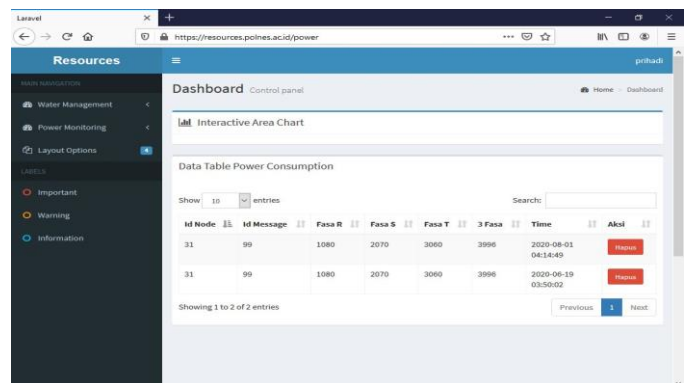 Laravel
https://resources.polnes.ac.id/power
Resources
prihadi
MAIN NAVIGATION
Water Management
Power Monitoring
Layout Options 4
LABELS
Important
Warning
Information
Dashboard Control panel
Home > Dashboard
Interactive Area Chart
Data Table Power Consumption
Show 10 entries
Search:
Id Node Id Message Fasa R Fasa S Fasa T 3 Fasa Time Aksi
31 99 1080 2070 3060 3996 2020-08-01 04:14:49 Hapus
31 99 1080 2070 3060 3996 2020-06-19 03:50:02 Hapus
Showing 1 to 2 of 2 entries
Previous 1 Next